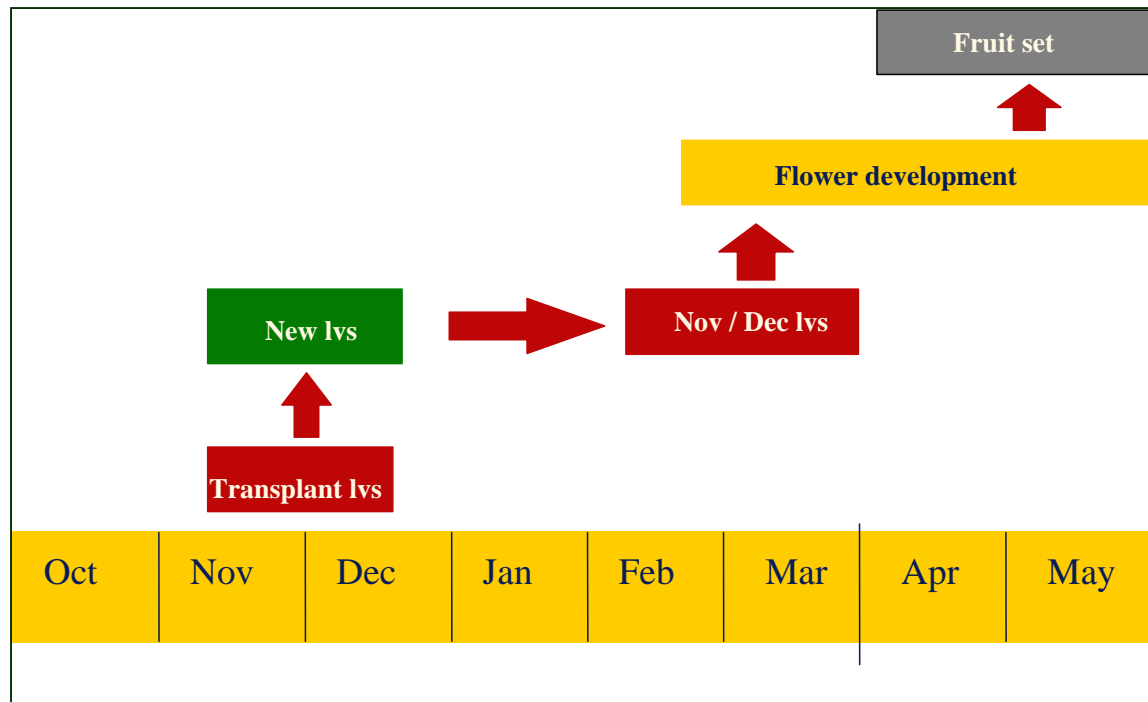 Fruit set
Flower development
New lvs
Nov / Dec lvs
Transplant lvs
Oct Nov Dec Jan Feb Mar Apr May